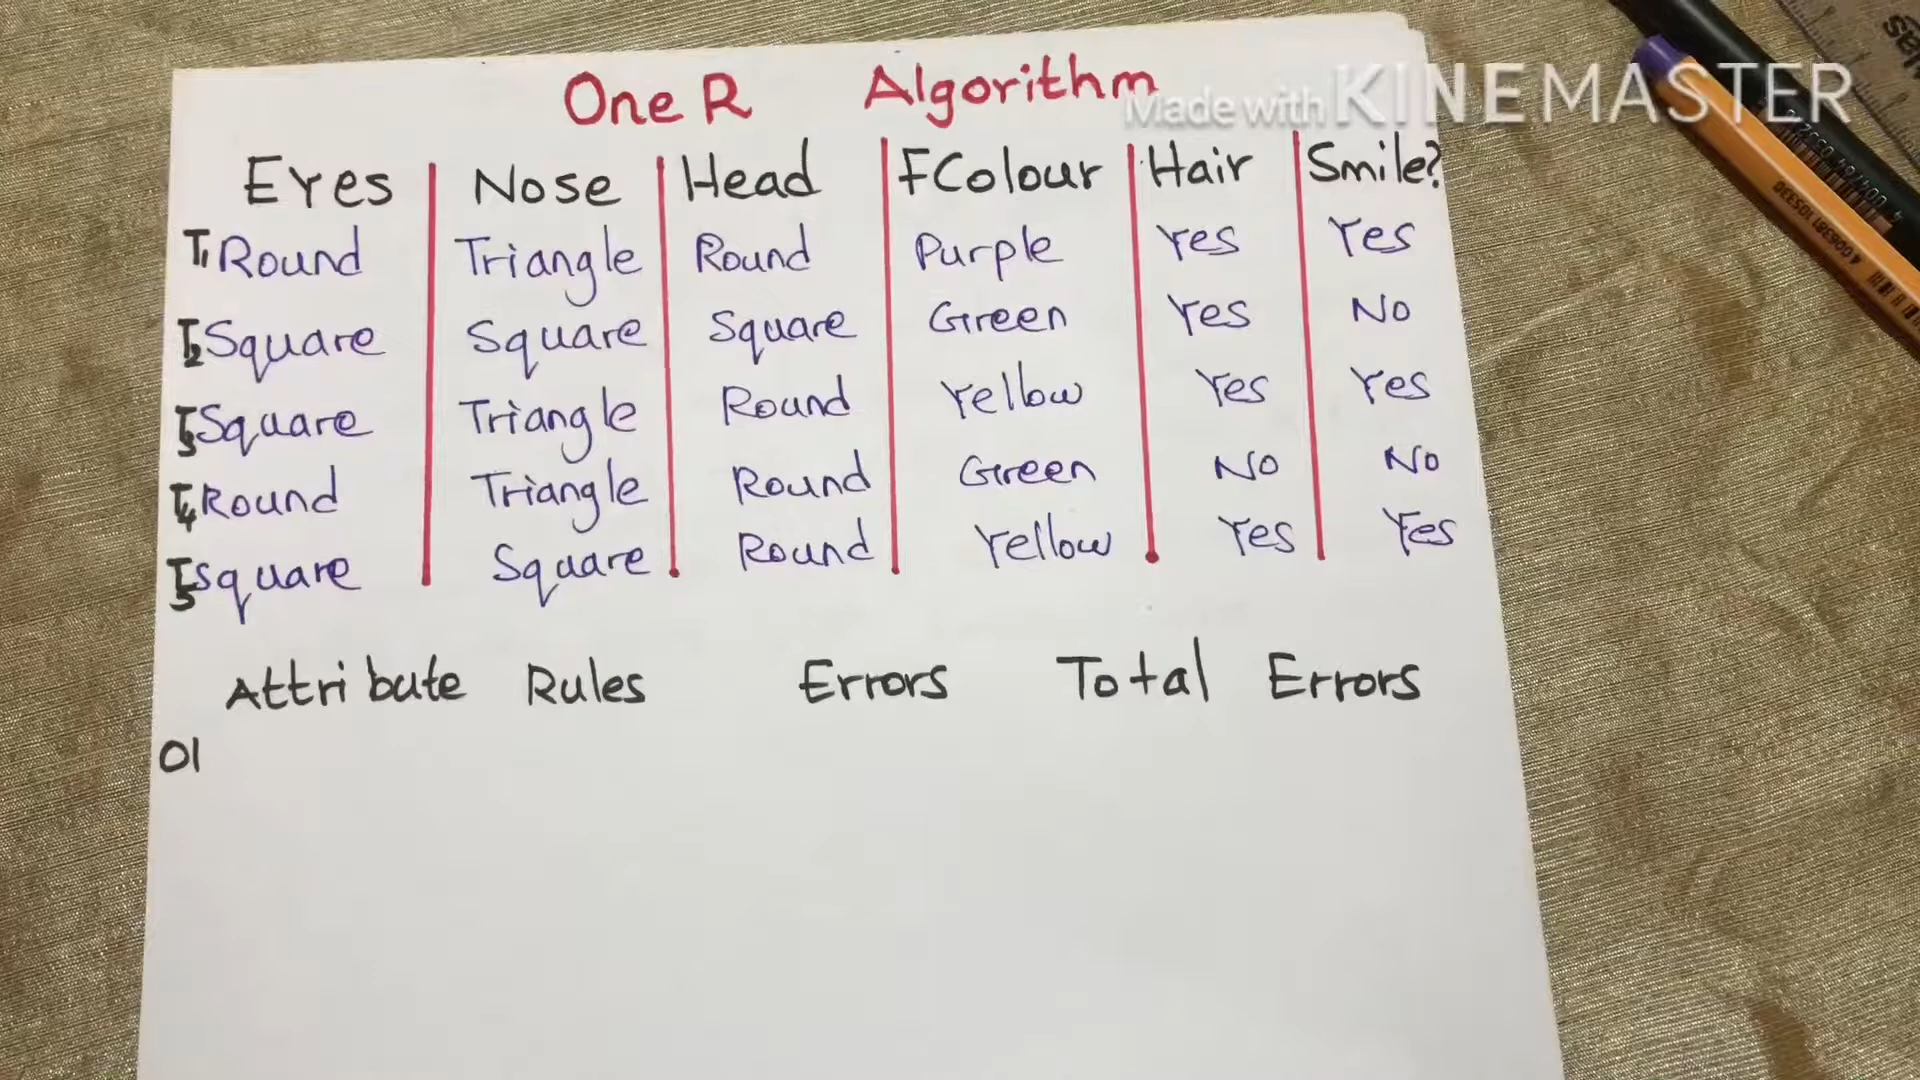 One R Algorithm
Made with KINEMASTER
Eyes Nose Head FColour Hair Smile?
T1 Round Triangle Round Purple Yes Yes
T2 Square Square Square Green Yes No
T3 Square Triangle Round Yellow Yes Yes
T4 Round Triangle Round Green No No
T5 Square Square Round Yellow Yes Yes
Attribute Rules Errors Total Errors
01